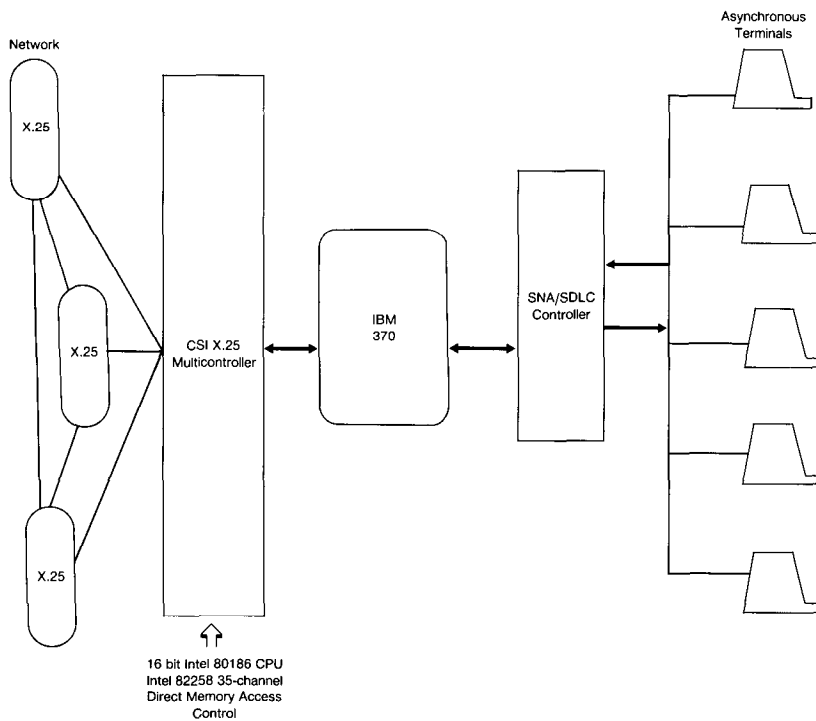 Asynchronous
Terminals
Network
X.25
X.25
X.25
CSI X.25
Multicontroller
IBM
370
SNA/SDLC
Controller
16 bit Intel 80186 CPU
Intel 82258 35-channel
Direct Memory Access
Control